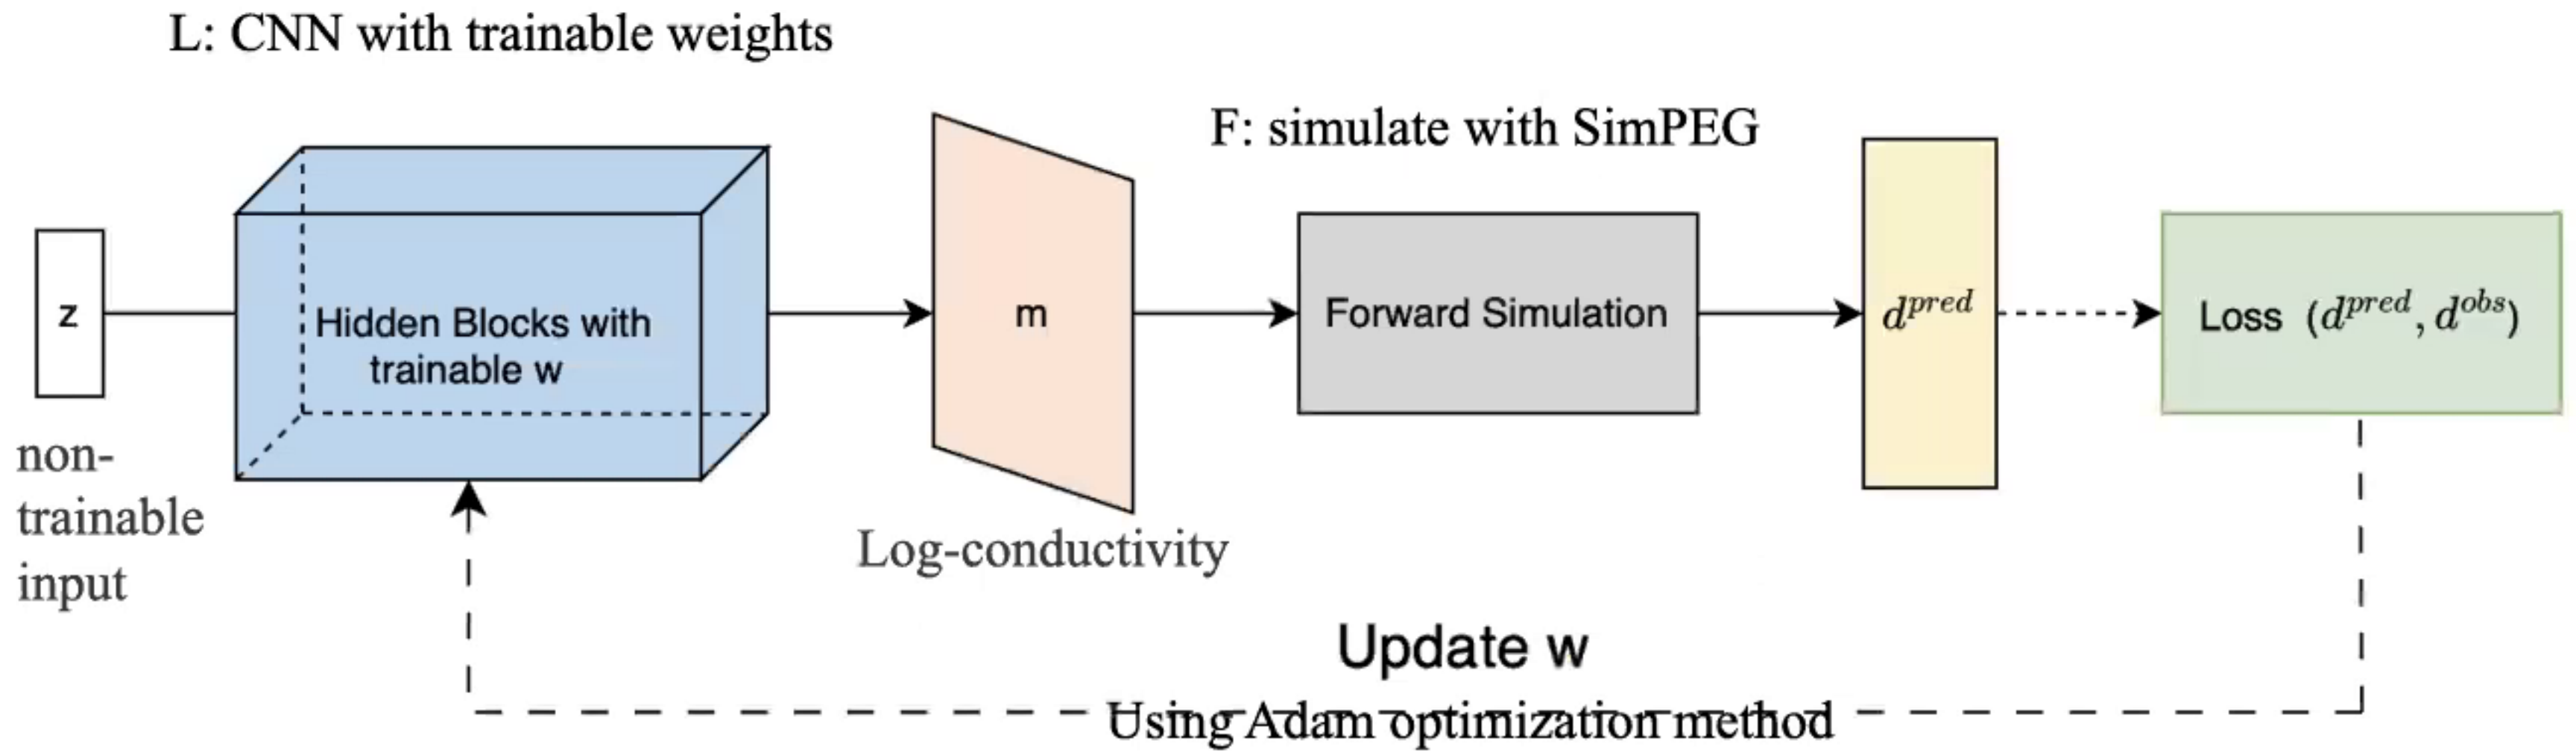 L: CNN with trainable weights
F: simulate with SimPEG
z
Hidden Blocks with
trainable w
m
Forward Simulation
d^{pred}
Loss (d^{pred}, d^{obs})
non-
trainable
input
Log-conductivity
Update w
Using Adam optimization method